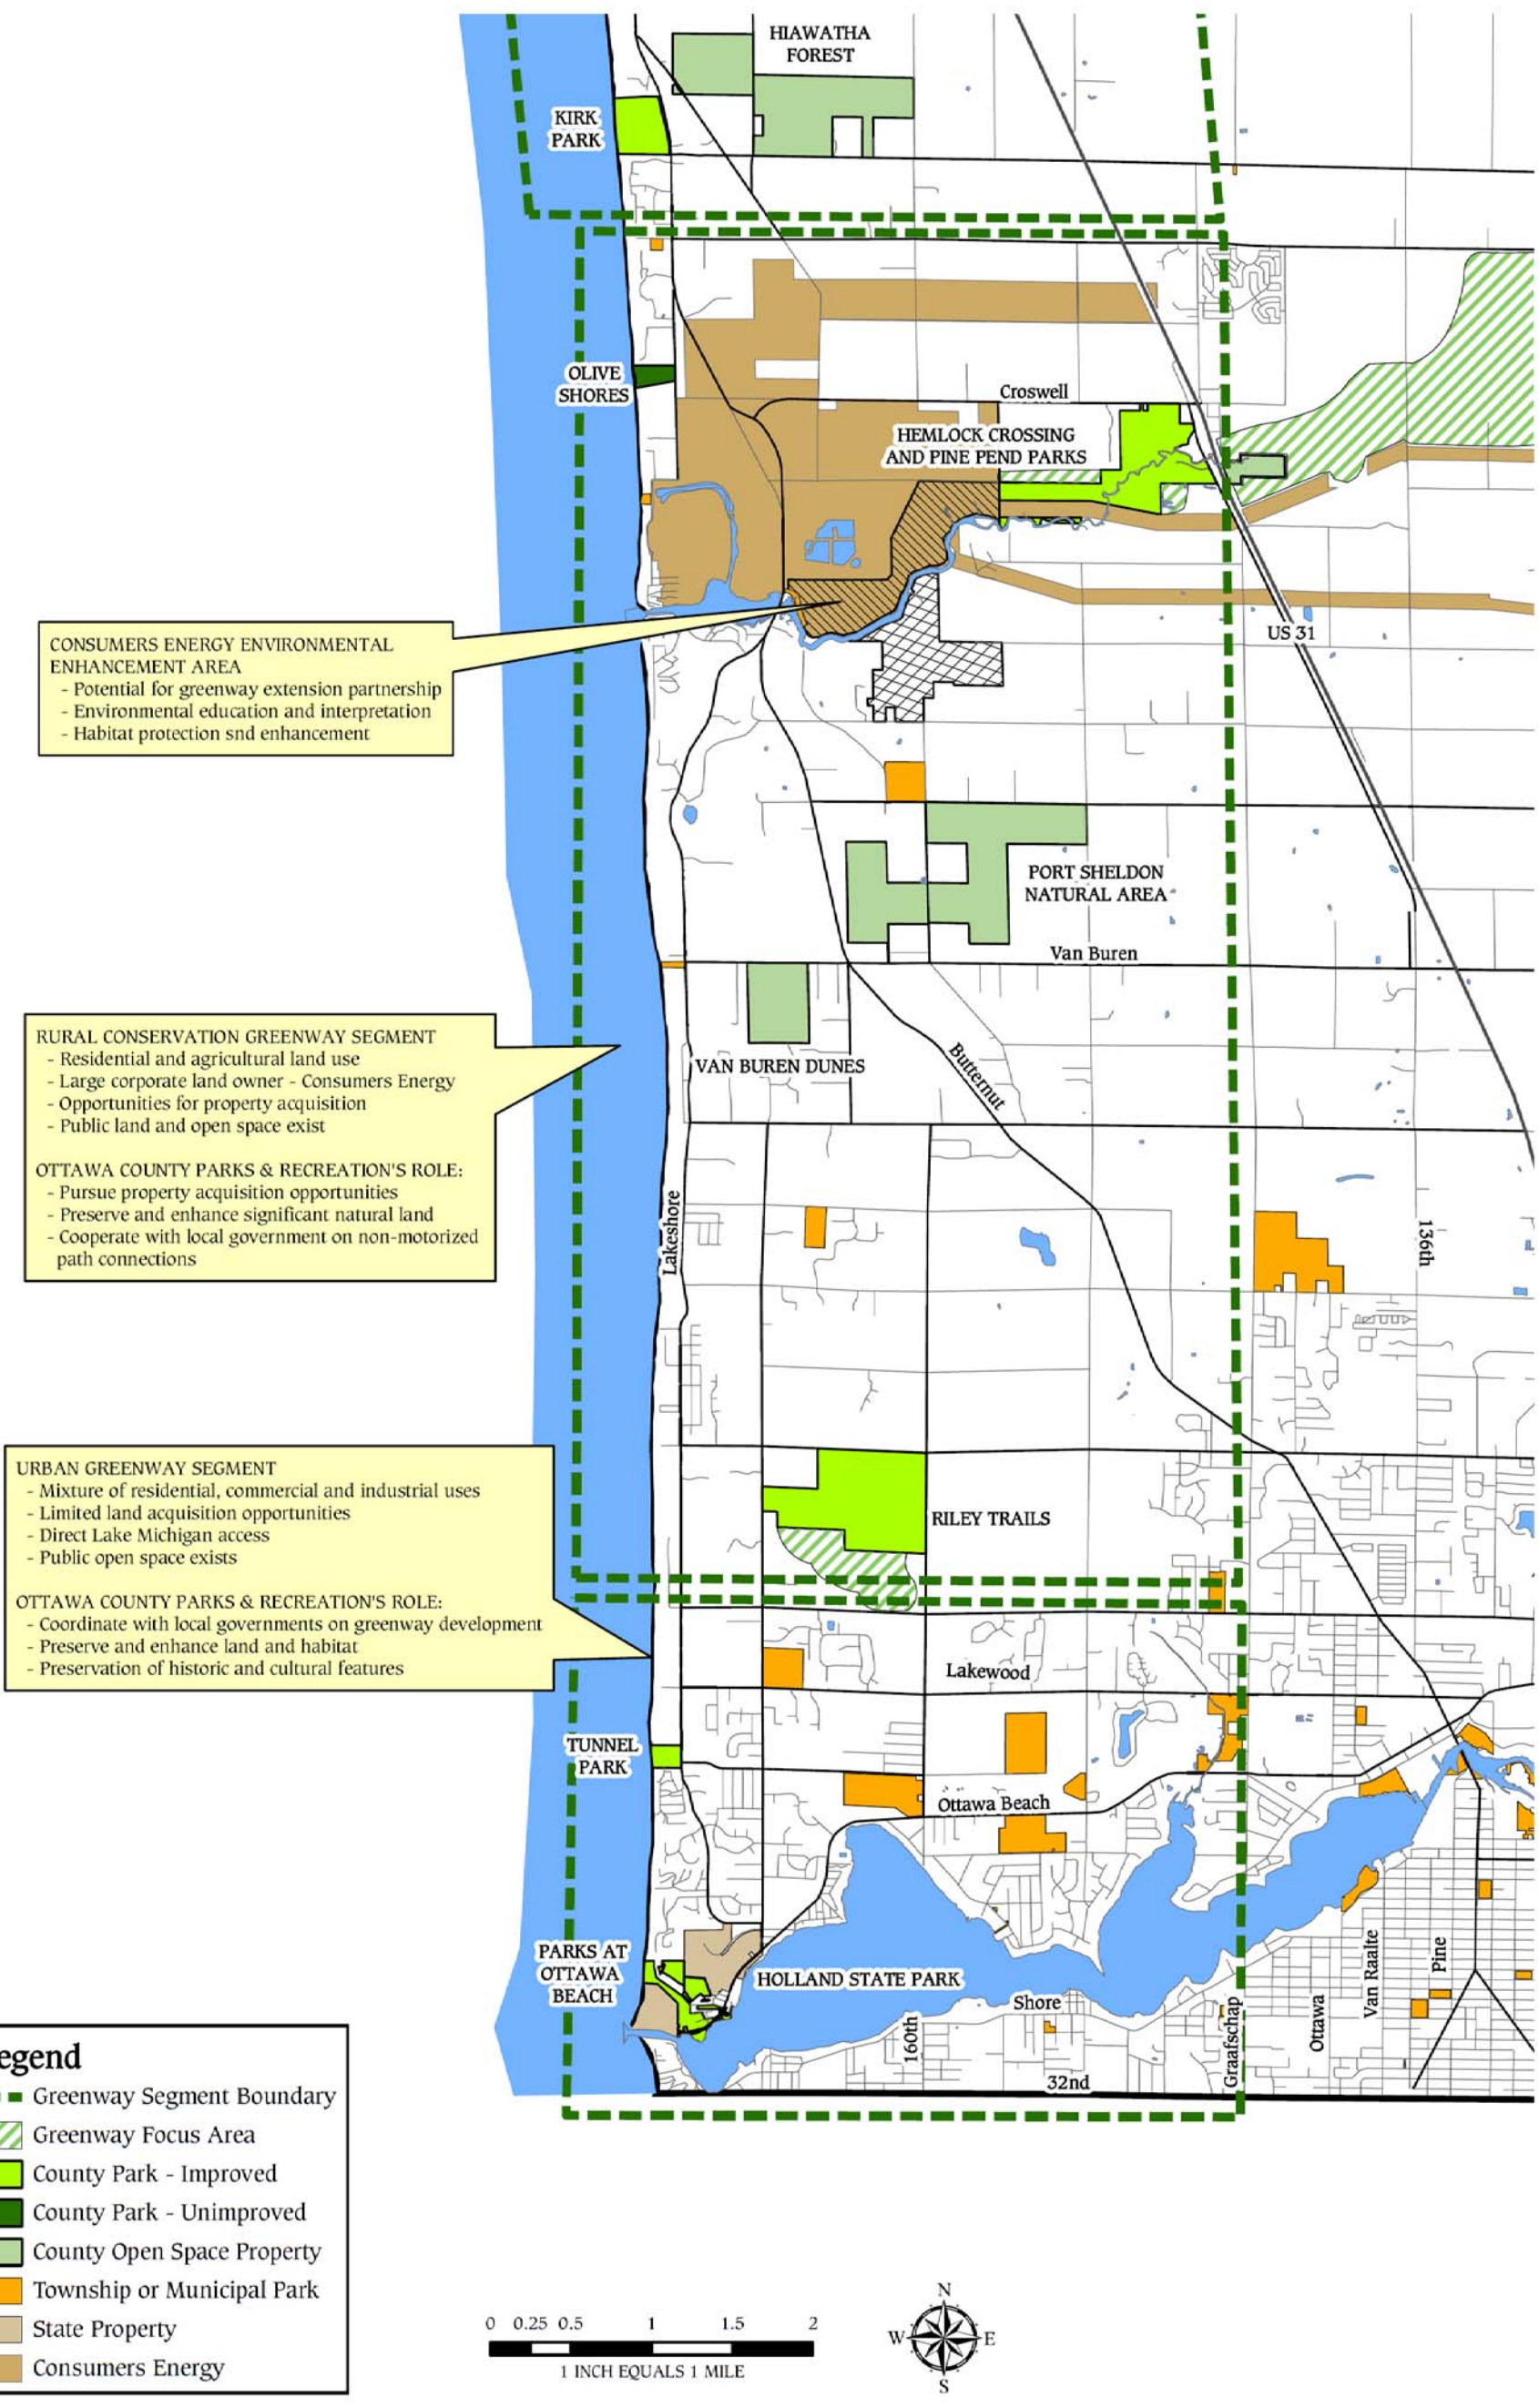 HIAWATHA
FOREST
KIRK
PARK
OLIVE
SHORES
Croswell
HEMLOCK CROSSING
AND PINE PEND PARKS
US 31
CONSUMERS ENERGY ENVIRONMENTAL
ENHANCEMENT AREA
- Potential for greenway extension partnership
- Environmental education and interpretation
- Habitat protection snd enhancement
PORT SHELDON
NATURAL AREA
Van Buren
RURAL CONSERVATION GREENWAY SEGMENT
- Residential and agricultural land use
- Large corporate land owner - Consumers Energy
- Opportunities for property acquisition
- Public land and open space exist
OTTAWA COUNTY PARKS & RECREATION'S ROLE:
- Pursue property acquisition opportunities
- Preserve and enhance significant natural land
- Cooperate with local government on non-motorized
path connections
VAN BUREN DUNES
Butternut
Lakeshore
136th
URBAN GREENWAY SEGMENT
- Mixture of residential, commercial and industrial uses
- Limited land acquisition opportunities
- Direct Lake Michigan access
- Public open space exists
OTTAWA COUNTY PARKS & RECREATION'S ROLE:
- Coordinate with local governments on greenway development
- Preserve and enhance land and habitat
- Preservation of historic and cultural features
RILEY TRAILS
Lakewood
TUNNEL
PARK
Ottawa Beach
PARKS AT
OTTAWA
BEACH
HOLLAND STATE PARK
Shore
160th
32nd
Graafschap
Ottawa
Van Raalte
Pine
egend
Greenway Segment Boundary
Greenway Focus Area
County Park - Improved
County Park - Unimproved
County Open Space Property
Township or Municipal Park
State Property
Consumers Energy
0 0.25 0.5 1 1.5 2
1 INCH EQUALS 1 MILE
N
W E
S